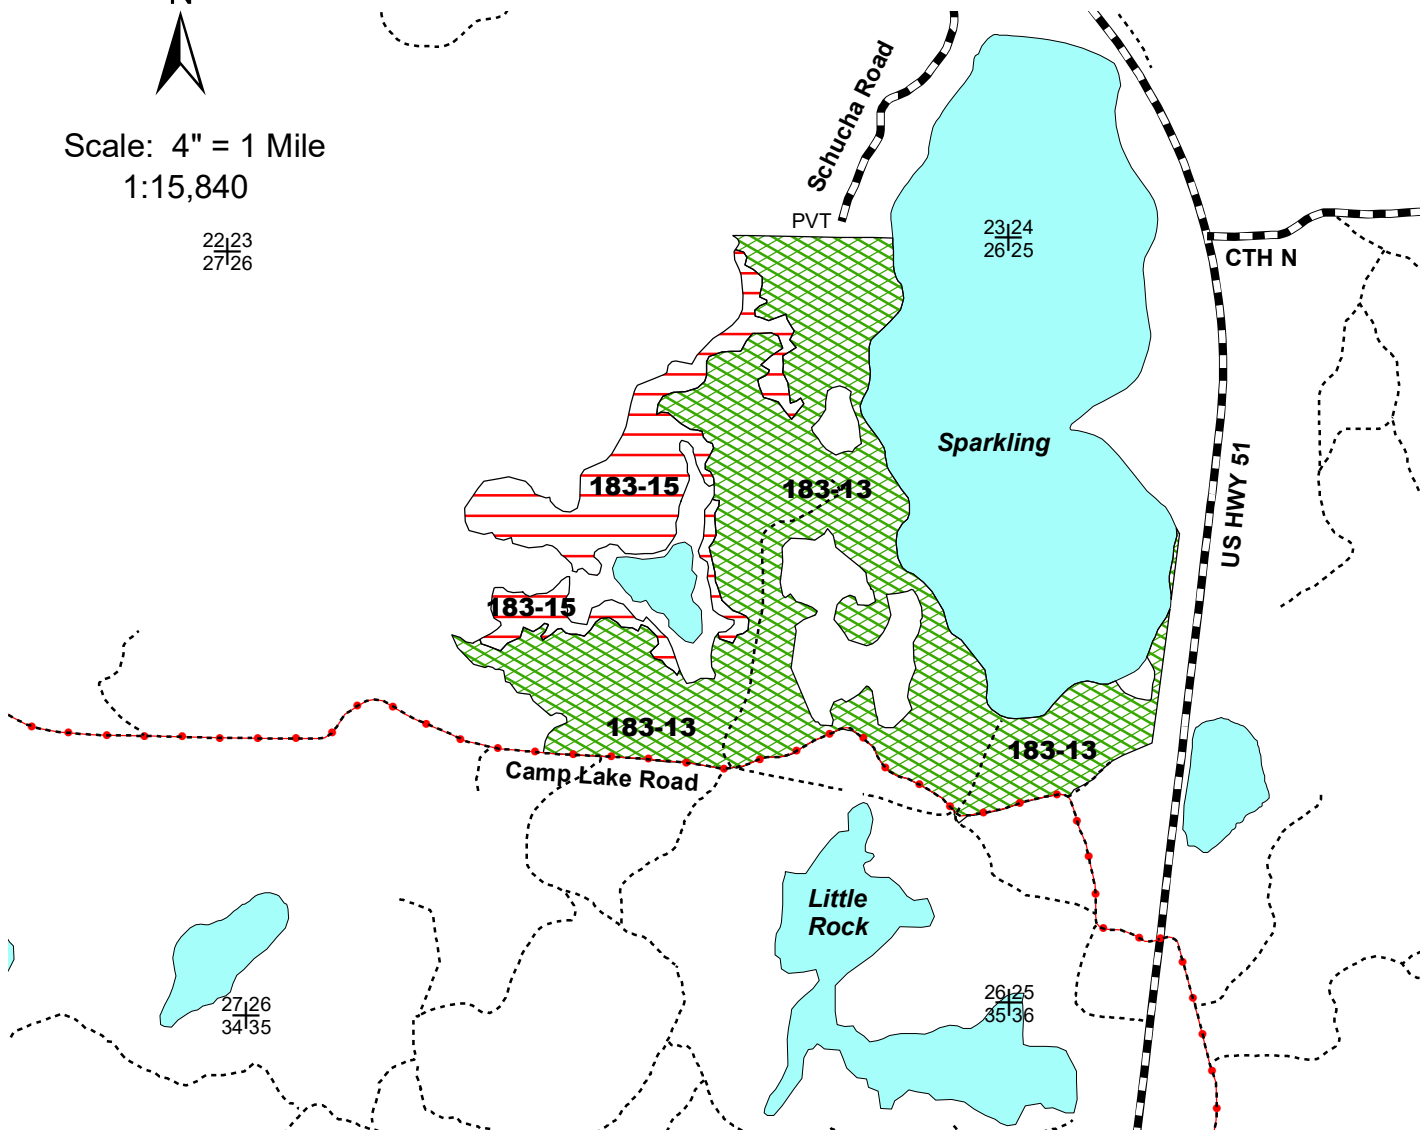 N
Scale: 4" = 1 Mile
1:15,840
Schucha Road
PVT
22 23
27 26
23 24
26 25
CTH N
Sparkling
US HWY 51
183-15
183-13
183-15
183-13
183-13
Camp Lake Road
Little
Rock
27 26
34 35
26 25
35 36